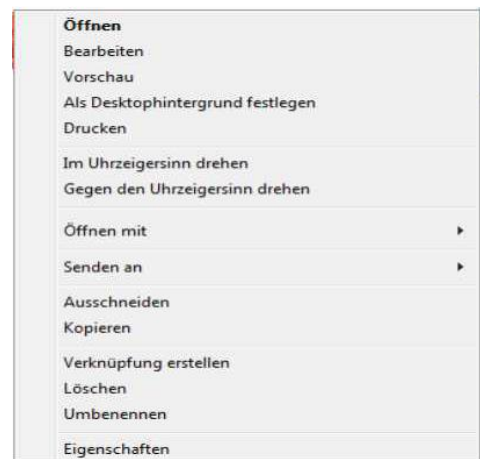 Öffnen
Bearbeiten
Vorschau
Als Desktophintergrund festlegen
Drucken
Im Uhrzeigersinn drehen
Gegen den Uhrzeigersinn drehen
Öffnen mit
Senden an
Ausschneiden
Kopieren
Verknüpfung erstellen
Löschen
Umbenennen
Eigenschaften